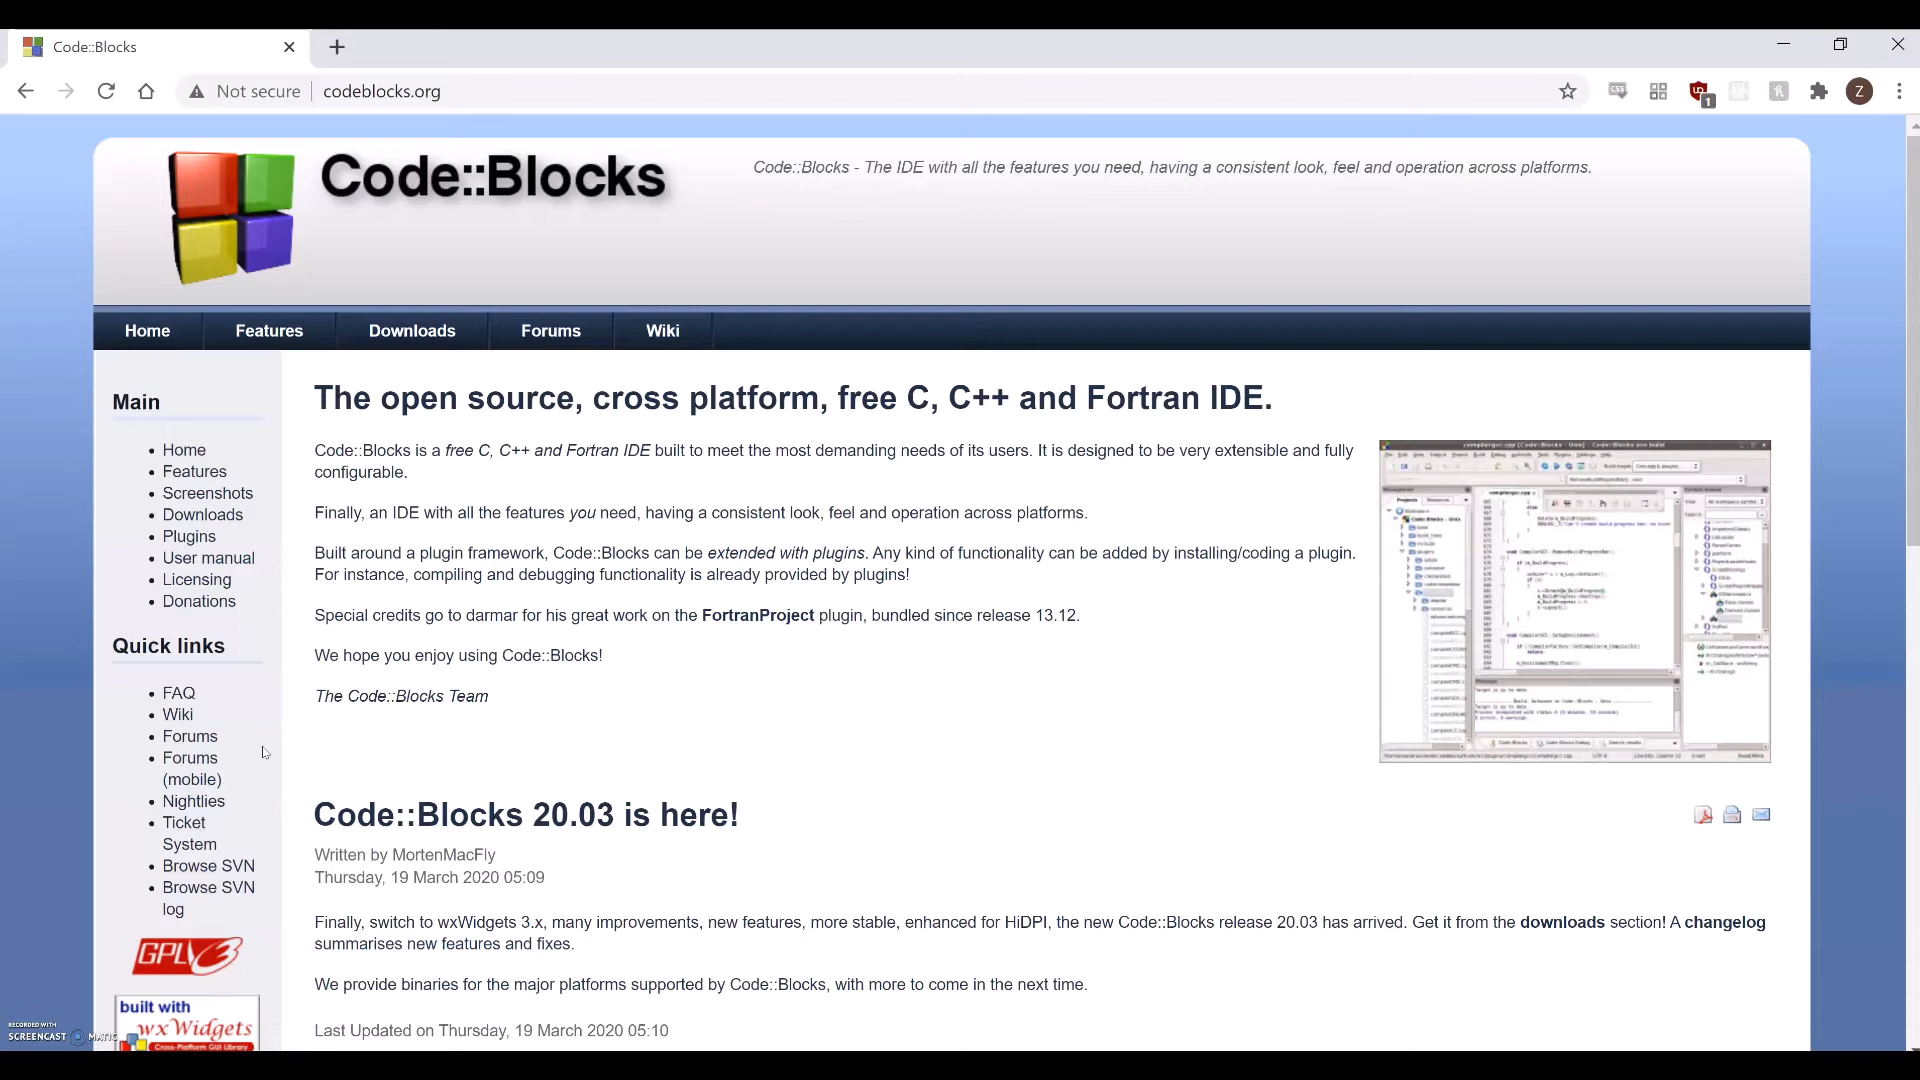 Code::Blocks
Not secure
codeblocks.org
1
Z
Code::Blocks
Code::Blocks - The IDE with all the features you need, having a consistent look, feel and operation across platforms.
Home Features Downloads Forums Wiki
Main
Home
Features
Screenshots
Downloads
Plugins
User manual
Licensing
Donations
Quick links
FAQ
Wiki
Forums
Forums
(mobile)
Nightlies
Ticket
System
Browse SVN
Browse SVN
log
GPL v3
built with
wxWidgets
Cross-Platform GUI Library
The open source, cross platform, free C, C++ and Fortran IDE.
Code::Blocks is a free C, C++ and Fortran IDE built to meet the most demanding needs of its users. It is designed to be very extensible and fully
configurable.
Finally, an IDE with all the features you need, having a consistent look, feel and operation across platforms.
Built around a plugin framework, Code::Blocks can be extended with plugins. Any kind of functionality can be added by installing/coding a plugin.
For instance, compiling and debugging functionality is already provided by plugins!
Special credits go to darmar for his great work on the FortranProject plugin, bundled since release 13.12.
We hope you enjoy using Code::Blocks!
The Code::Blocks Team
Code::Blocks 20.03 is here!
Written by MortenMacFly
Thursday, 19 March 2020 05:09
Finally, switch to wxWidgets 3.x, many improvements, new features, more stable, enhanced for HiDPI, the new Code::Blocks release 20.03 has arrived. Get it from the downloads section! A changelog
summarises new features and fixes.
We provide binaries for the major platforms supported by Code::Blocks, with more to come in the next time.
Last Updated on Thursday, 19 March 2020 05:10
RECORDED WITH
SCREENCAST MATIC